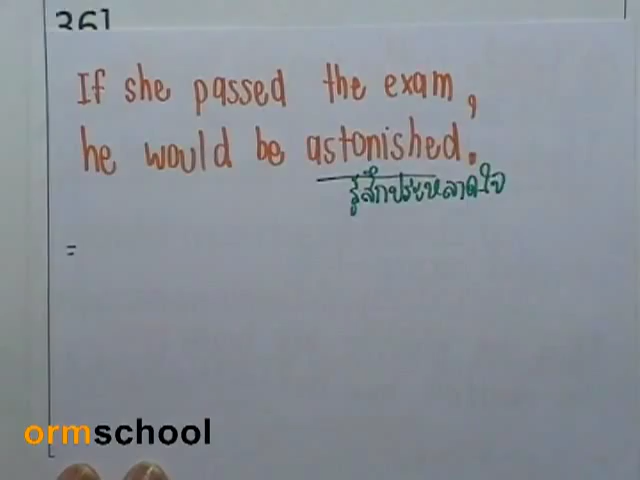 361
If she passed the exam,
he would be astonished.
รู้สึกประหลาดใจ
=
ormschool